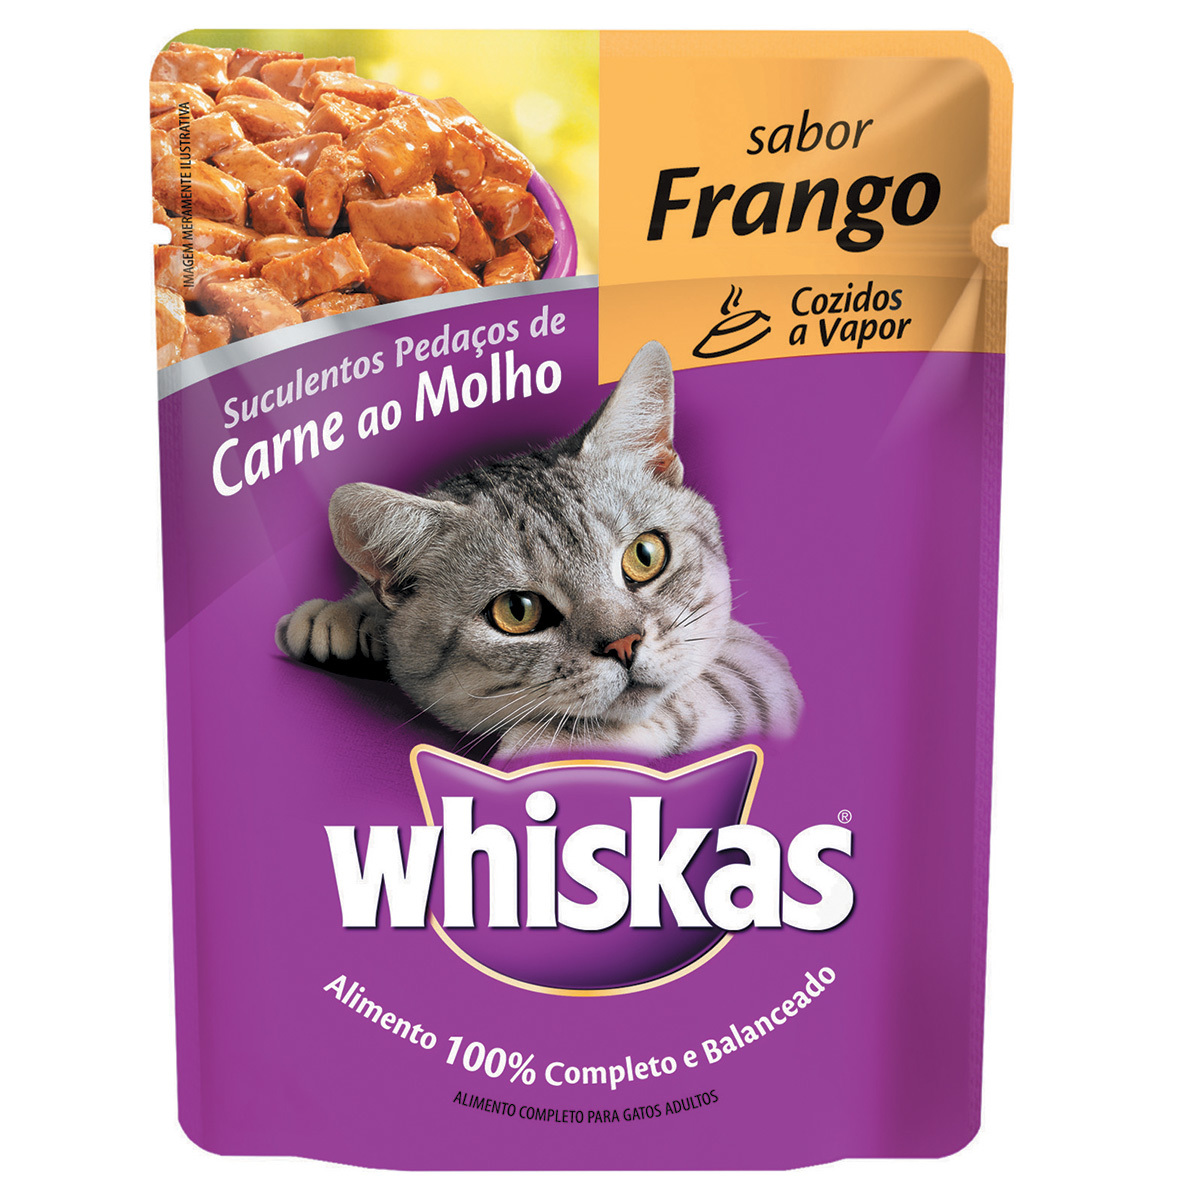 IMAGEM MERAMENTE ILUSTRATIVA
sabor
Frango
Cozidos
a Vapor
Suculentos Pedaços de
Carne ao Molho
whiskas®
Alimento 100% Completo e Balanceado
ALIMENTO COMPLETO PARA GATOS ADULTOS